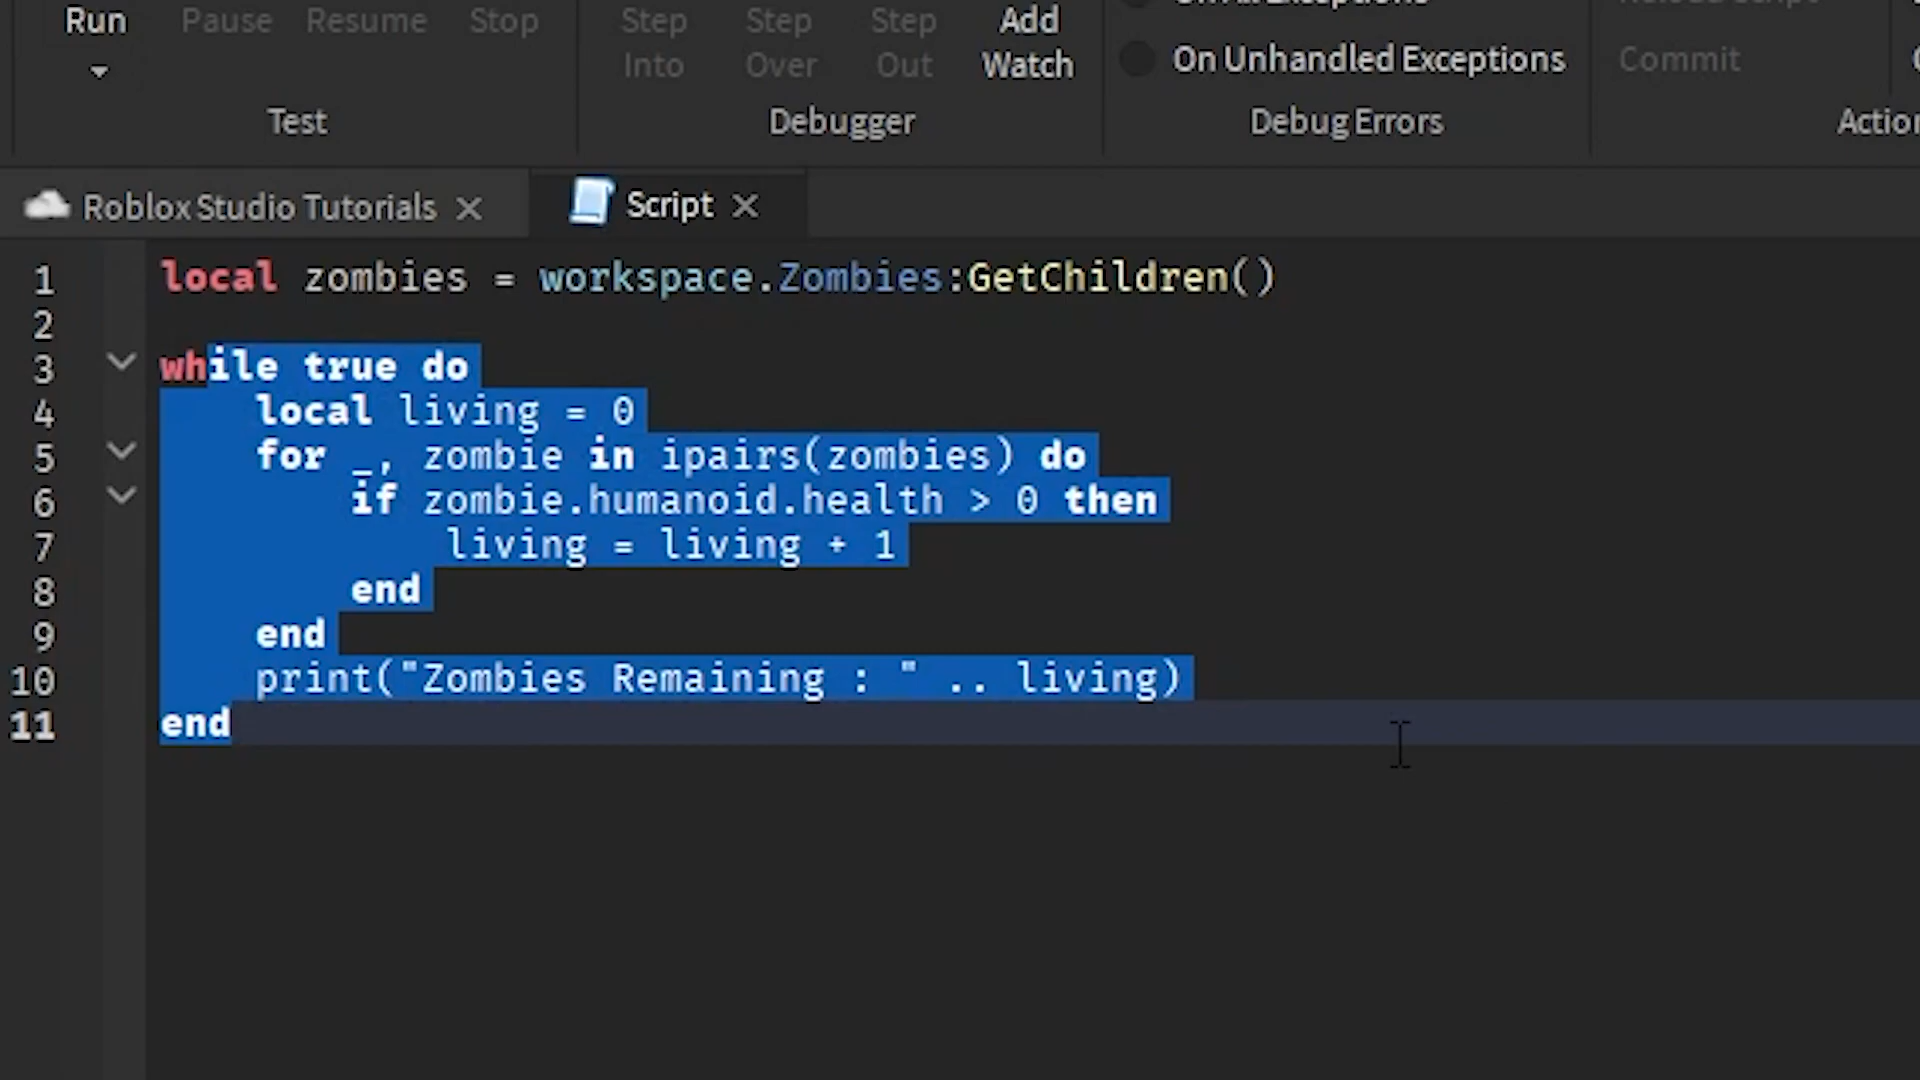 Run Pause Resume Stop Step Into Step Over Step Out Add Watch
On Unhandled Exceptions Commit
Test Debugger Debug Errors
Roblox Studio Tutorials Script
1 local zombies = workspace.Zombies:GetChildren()
2
3 while true do
4 local living = 0
5 for _, zombie in ipairs(zombies) do
6 if zombie.humanoid.health > 0 then
7 living = living + 1
8 end
9 end
10 print("Zombies Remaining : " .. living)
11 end